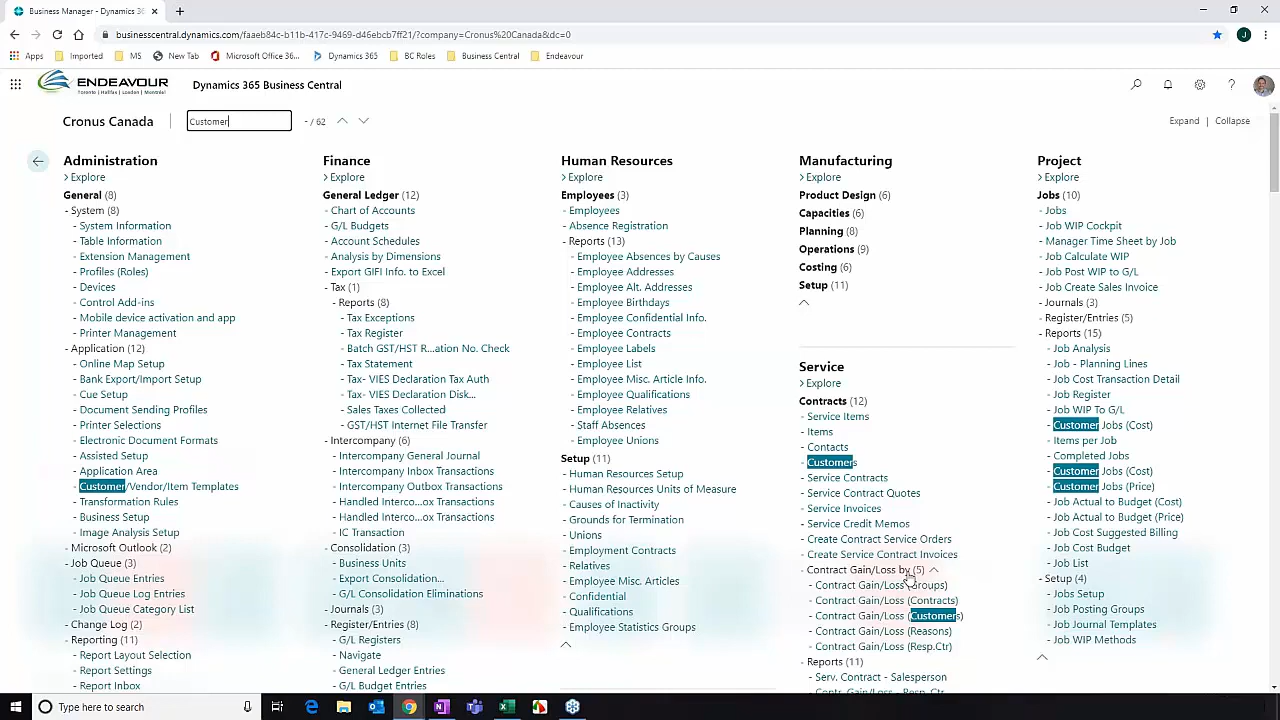 Business Manager - Dynamics 36
businesscentral.dynamics.com/faaeb84c-b11b-417c-9469-d46ebcb7ff21/?company=Cronus%20Canada&dc=0
J
Apps
Imported
MS
New Tab
Microsoft Office 36...
Dynamics 365
BC Roles
Business Central
Endeavour
ENDEAVOUR
Toronto | Halifax | London | Montréal
Dynamics 365 Business Central
Cronus Canada
Customer
- / 62
Expand | Collapse
Administration
> Explore
General (8)
- System (8)
- System Information
- Table Information
- Extension Management
- Profiles (Roles)
- Devices
- Control Add-ins
- Mobile device activation and app
- Printer Management
- Application (12)
- Online Map Setup
- Bank Export/Import Setup
- Cue Setup
- Document Sending Profiles
- Printer Selections
- Electronic Document Formats
- Assisted Setup
- Application Area
- Customer/Vendor/Item Templates
- Transformation Rules
- Business Setup
- Image Analysis Setup
- Microsoft Outlook (2)
- Job Queue (3)
- Job Queue Entries
- Job Queue Log Entries
- Job Queue Category List
- Change Log (2)
- Reporting (11)
- Report Layout Selection
- Report Settings
- Report Inbox
Finance
> Explore
General Ledger (12)
- Chart of Accounts
- G/L Budgets
- Account Schedules
- Analysis by Dimensions
- Export GIFI Info. to Excel
- Tax (1)
- Reports (8)
- Tax Exceptions
- Tax Register
- Batch GST/HST R...ation No. Check
- Tax Statement
- Tax- VIES Declaration Tax Auth
- Tax- VIES Declaration Disk...
- Sales Taxes Collected
- GST/HST Internet File Transfer
- Intercompany (6)
- Intercompany General Journal
- Intercompany Inbox Transactions
- Intercompany Outbox Transactions
- Handled Interco...ox Transactions
- Handled Interco...ox Transactions
- IC Transaction
- Consolidation (3)
- Business Units
- Export Consolidation...
- G/L Consolidation Eliminations
- Journals (3)
- Register/Entries (8)
- G/L Registers
- Navigate
- General Ledger Entries
- G/L Budget Entries
Human Resources
> Explore
Employees (3)
- Employees
- Absence Registration
- Reports (13)
- Employee Absences by Causes
- Employee Addresses
- Employee Alt. Addresses
- Employee Birthdays
- Employee Confidential Info.
- Employee Contracts
- Employee Labels
- Employee List
- Employee Misc. Article Info.
- Employee Qualifications
- Employee Relatives
- Staff Absences
- Employee Unions
Setup (11)
- Human Resources Setup
- Human Resources Units of Measure
- Causes of Inactivity
- Grounds for Termination
- Unions
- Employment Contracts
- Relatives
- Employee Misc. Articles
- Confidential
- Qualifications
- Employee Statistics Groups
Manufacturing
> Explore
Product Design (6)
Capacities (6)
Planning (8)
Operations (9)
Costing (6)
Setup (11)
Service
> Explore
Contracts (12)
- Service Items
- Items
- Contacts
- Customers
- Service Contracts
- Service Contract Quotes
- Service Invoices
- Service Credit Memos
- Create Contract Service Orders
- Create Service Contract Invoices
- Contract Gain/Loss by (5)
- Contract Gain/Loss (Groups)
- Contract Gain/Loss (Contracts)
- Contract Gain/Loss (Customers)
- Contract Gain/Loss (Reasons)
- Contract Gain/Loss (Resp.Ctr)
- Reports (11)
- Serv. Contract - Salesperson
- Contr. Gain/Loss - Resp. Ctr.
Project
> Explore
Jobs (10)
- Jobs
- Job WIP Cockpit
- Manager Time Sheet by Job
- Job Calculate WIP
- Job Post WIP to G/L
- Job Create Sales Invoice
- Journals (3)
- Register/Entries (5)
- Reports (15)
- Job Analysis
- Job - Planning Lines
- Job Cost Transaction Detail
- Job Register
- Job WIP To G/L
- Customer Jobs (Cost)
- Items per Job
- Completed Jobs
- Customer Jobs (Cost)
- Customer Jobs (Price)
- Job Actual to Budget (Cost)
- Job Actual to Budget (Price)
- Job Cost Suggested Billing
- Job Cost Budget
- Job List
- Setup (4)
- Jobs Setup
- Job Posting Groups
- Job Journal Templates
- Job WIP Methods
Type here to search